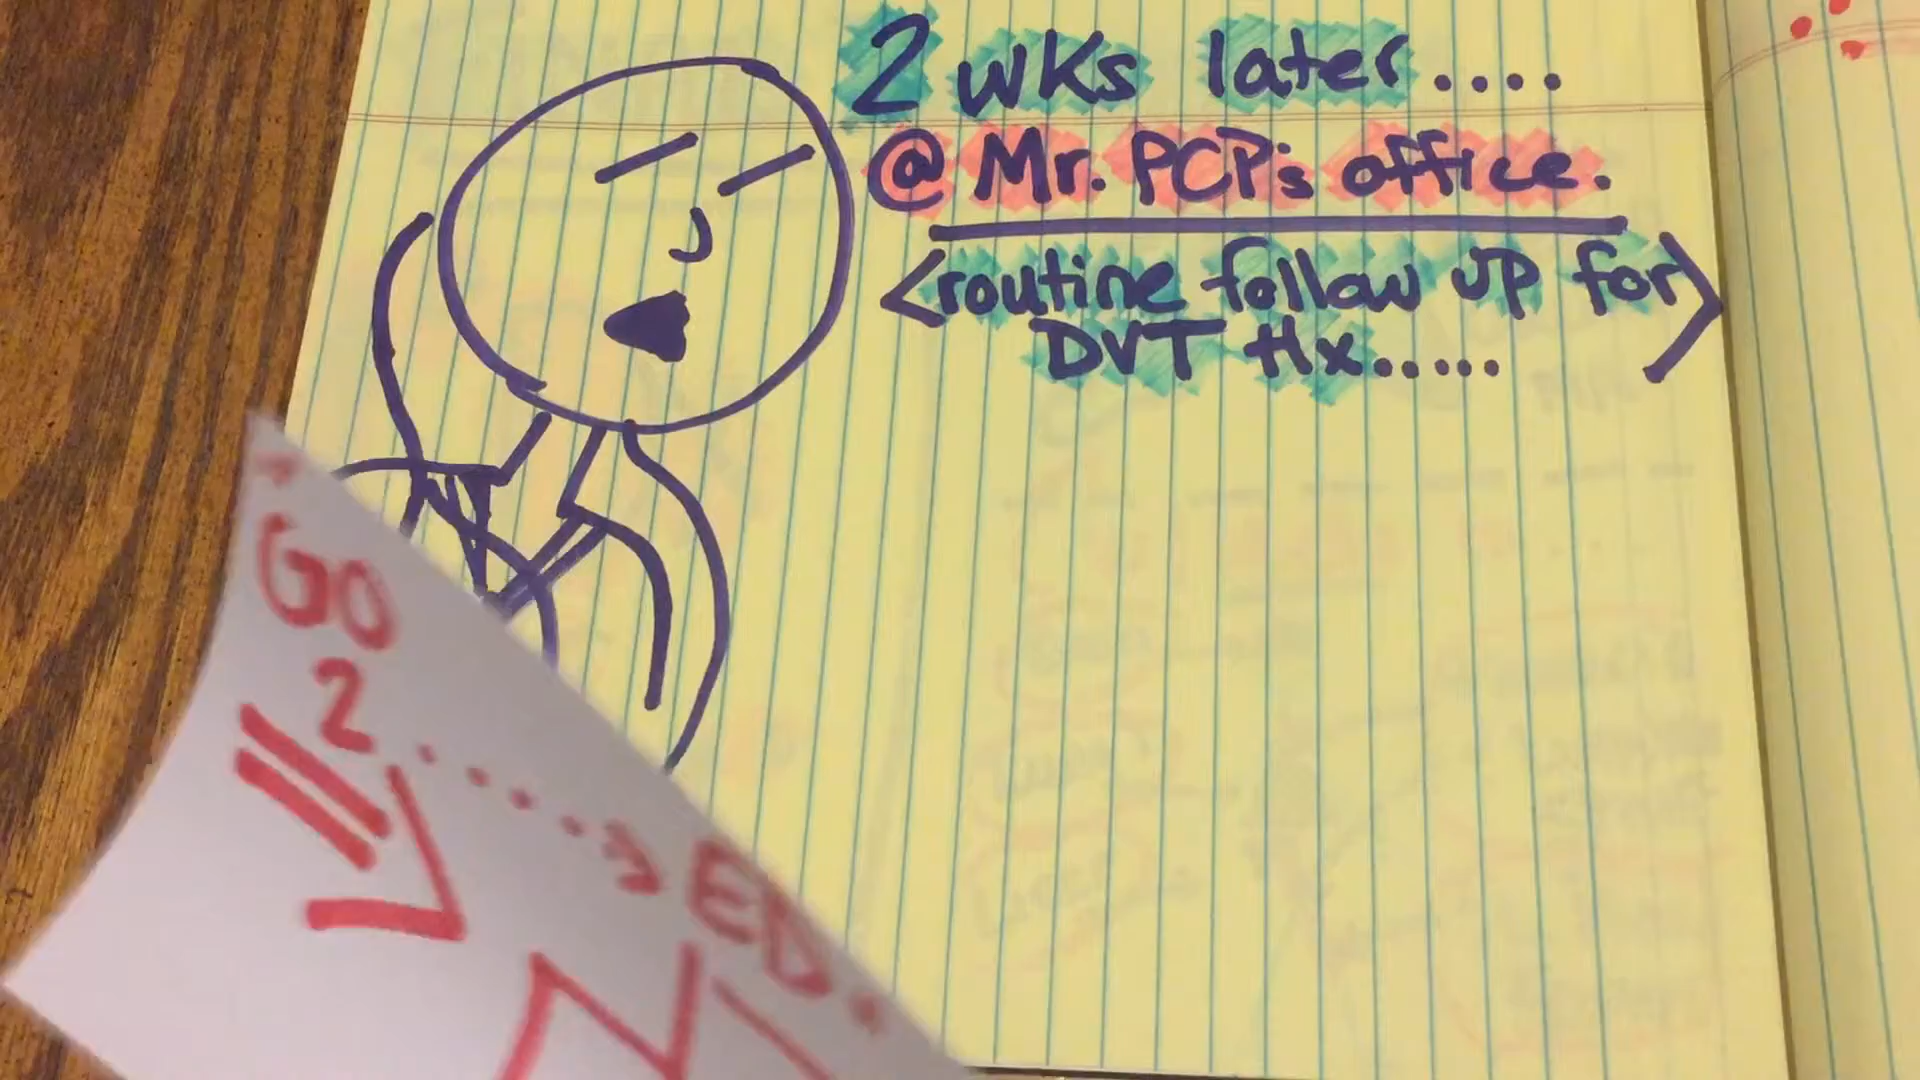 2 wks later....
@ Mr. PCP's office.
<routine follow up for>
DVT Hx.....
GO
2
ED.